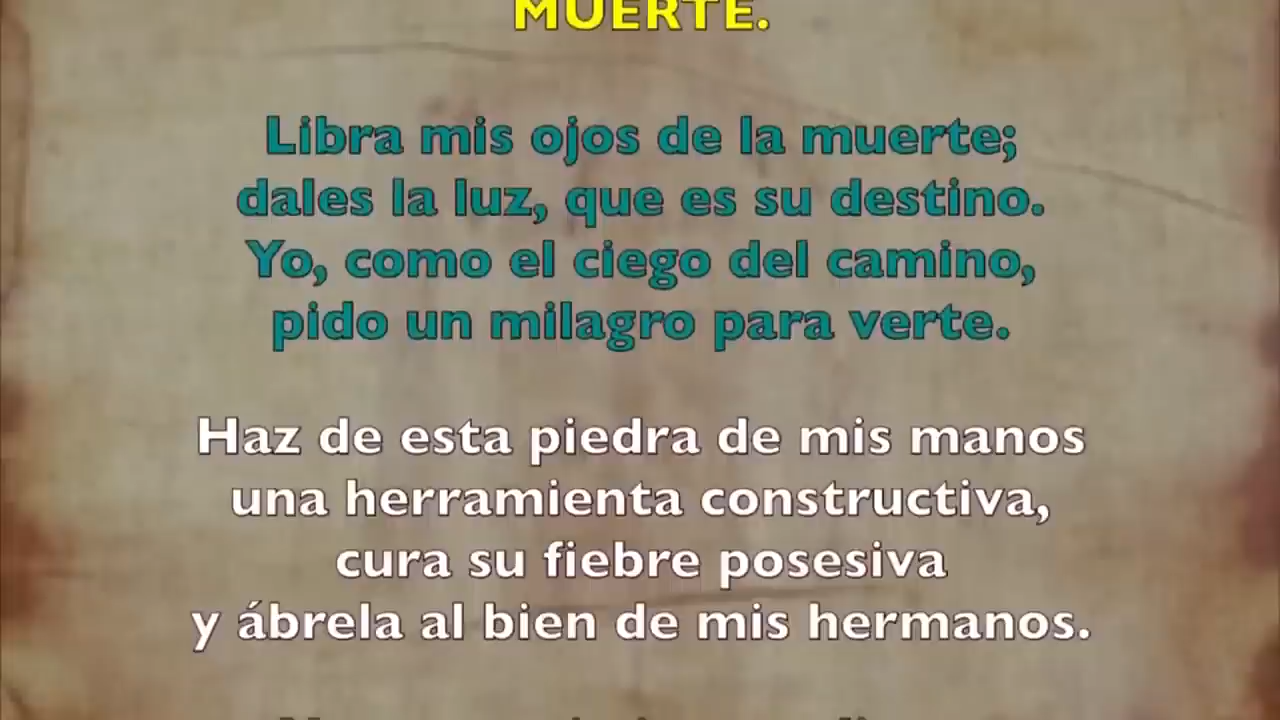 MUERTE.
Libra mis ojos de la muerte;
dales la luz, que es su destino.
Yo, como el ciego del camino,
pido un milagro para verte.
Haz de esta piedra de mis manos
una herramienta constructiva,
cura su fiebre posesiva
y ábrela al bien de mis hermanos.